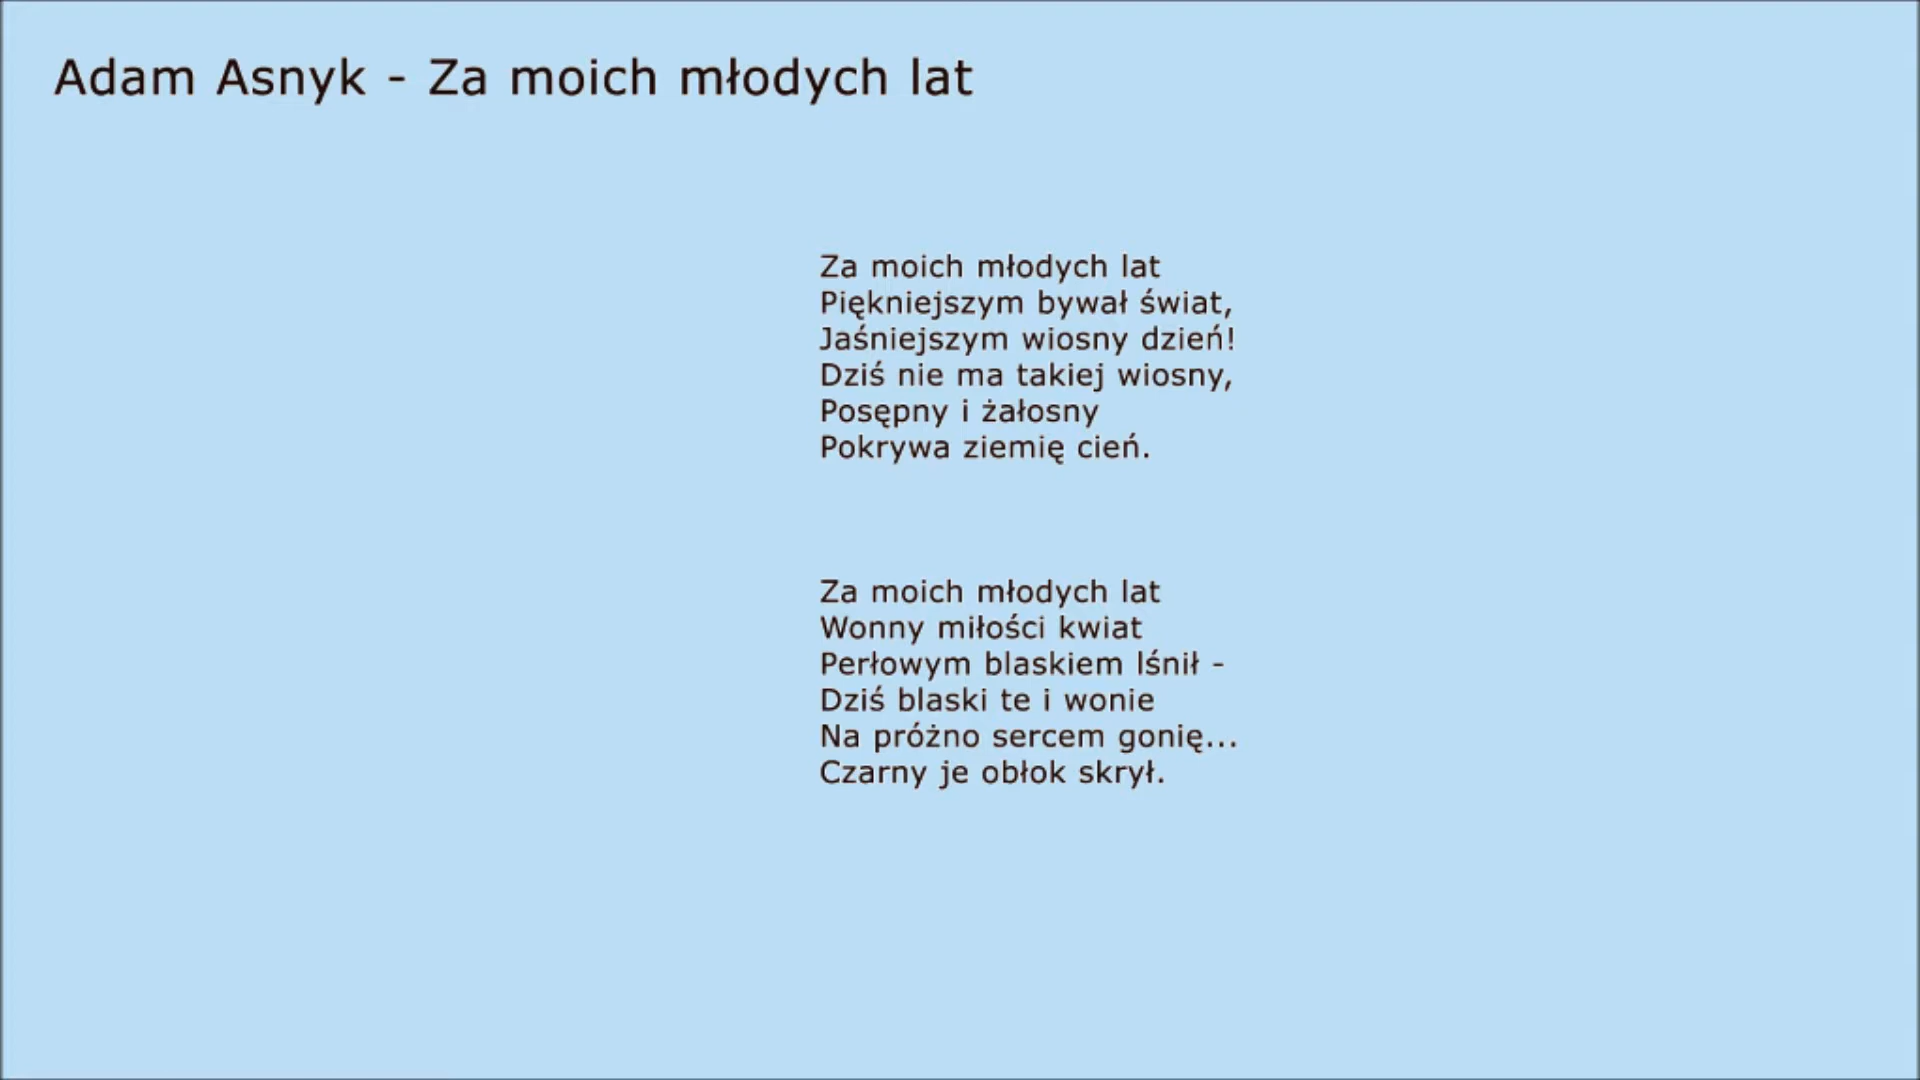 Adam Asnyk - Za moich młodych lat
Za moich młodych lat
Piękniejszym bywał świat,
Jaśniejszym wiosny dzień!
Dziś nie ma takiej wiosny,
Posępny i żałosny
Pokrywa ziemię cień.
Za moich młodych lat
Wonny miłości kwiat
Perłowym blaskiem lśnił -
Dziś blaski te i wonie
Na próżno sercem gonię...
Czarny je obłok skrył.